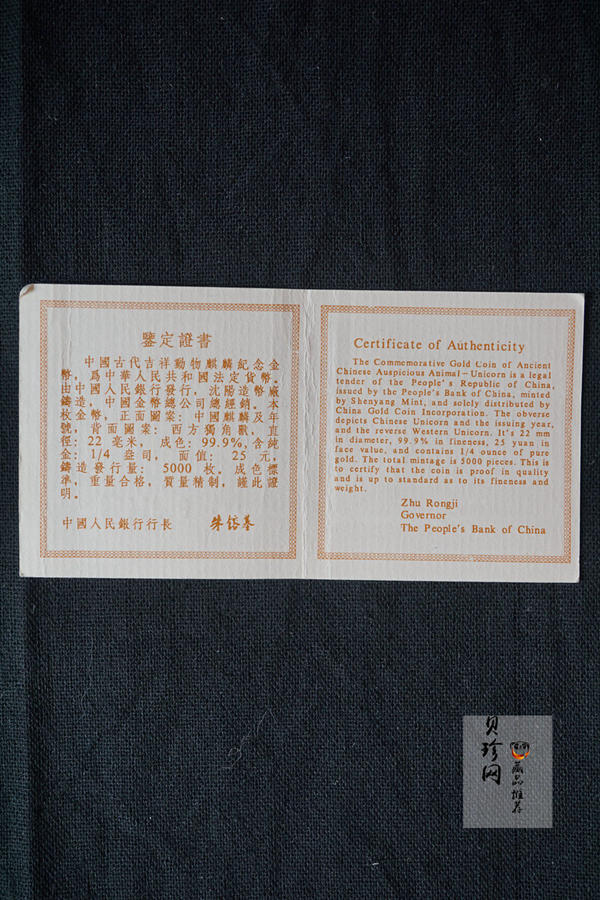 鑒定證書
中國古代吉祥動物麒麟紀念金
幣，爲中華人民共和國法定貨幣。
由中國人民銀行發行，沈陽造幣廠
鑄造，中國金幣總公司總經銷。本
枚金幣，正面圖案：中國麒麟及年
號，背面圖案：西方獨角獸，直
徑：22 毫米，成色：99.9%,含純
金：1/4 盎司，面值：25 元，
鑄造發行量：5000 枚。成色標
準，重量合格，質量精制，謹此證
明。
中國人民銀行行長 朱鎔基
Certificate of Authenticity
The Commemorative Gold Coin of Ancient
Chinese Auspicious Animal-Unicorn is a legal
tender of the People's Republic of China,
issued by the People's Bank of China, minted
by Shenyang Mint, and solely distributed by
China Gold Coin Incorporation. The obverse
depicts Chinese Unicorn and the issuing year,
and the reverse Western Unicorn. It's 22 mm
in diameter, 99.9% in fineness, 25 yuan in
face value, and contains 1/4 ounce of pure
gold. The total mintage is 5000 pieces. This is
to certify that the coin is proof in quality
and is up to standard as to its fineness and
weight.
Zhu Rongji
Governor
The People's Bank of China
贝珍网
藏品推荐